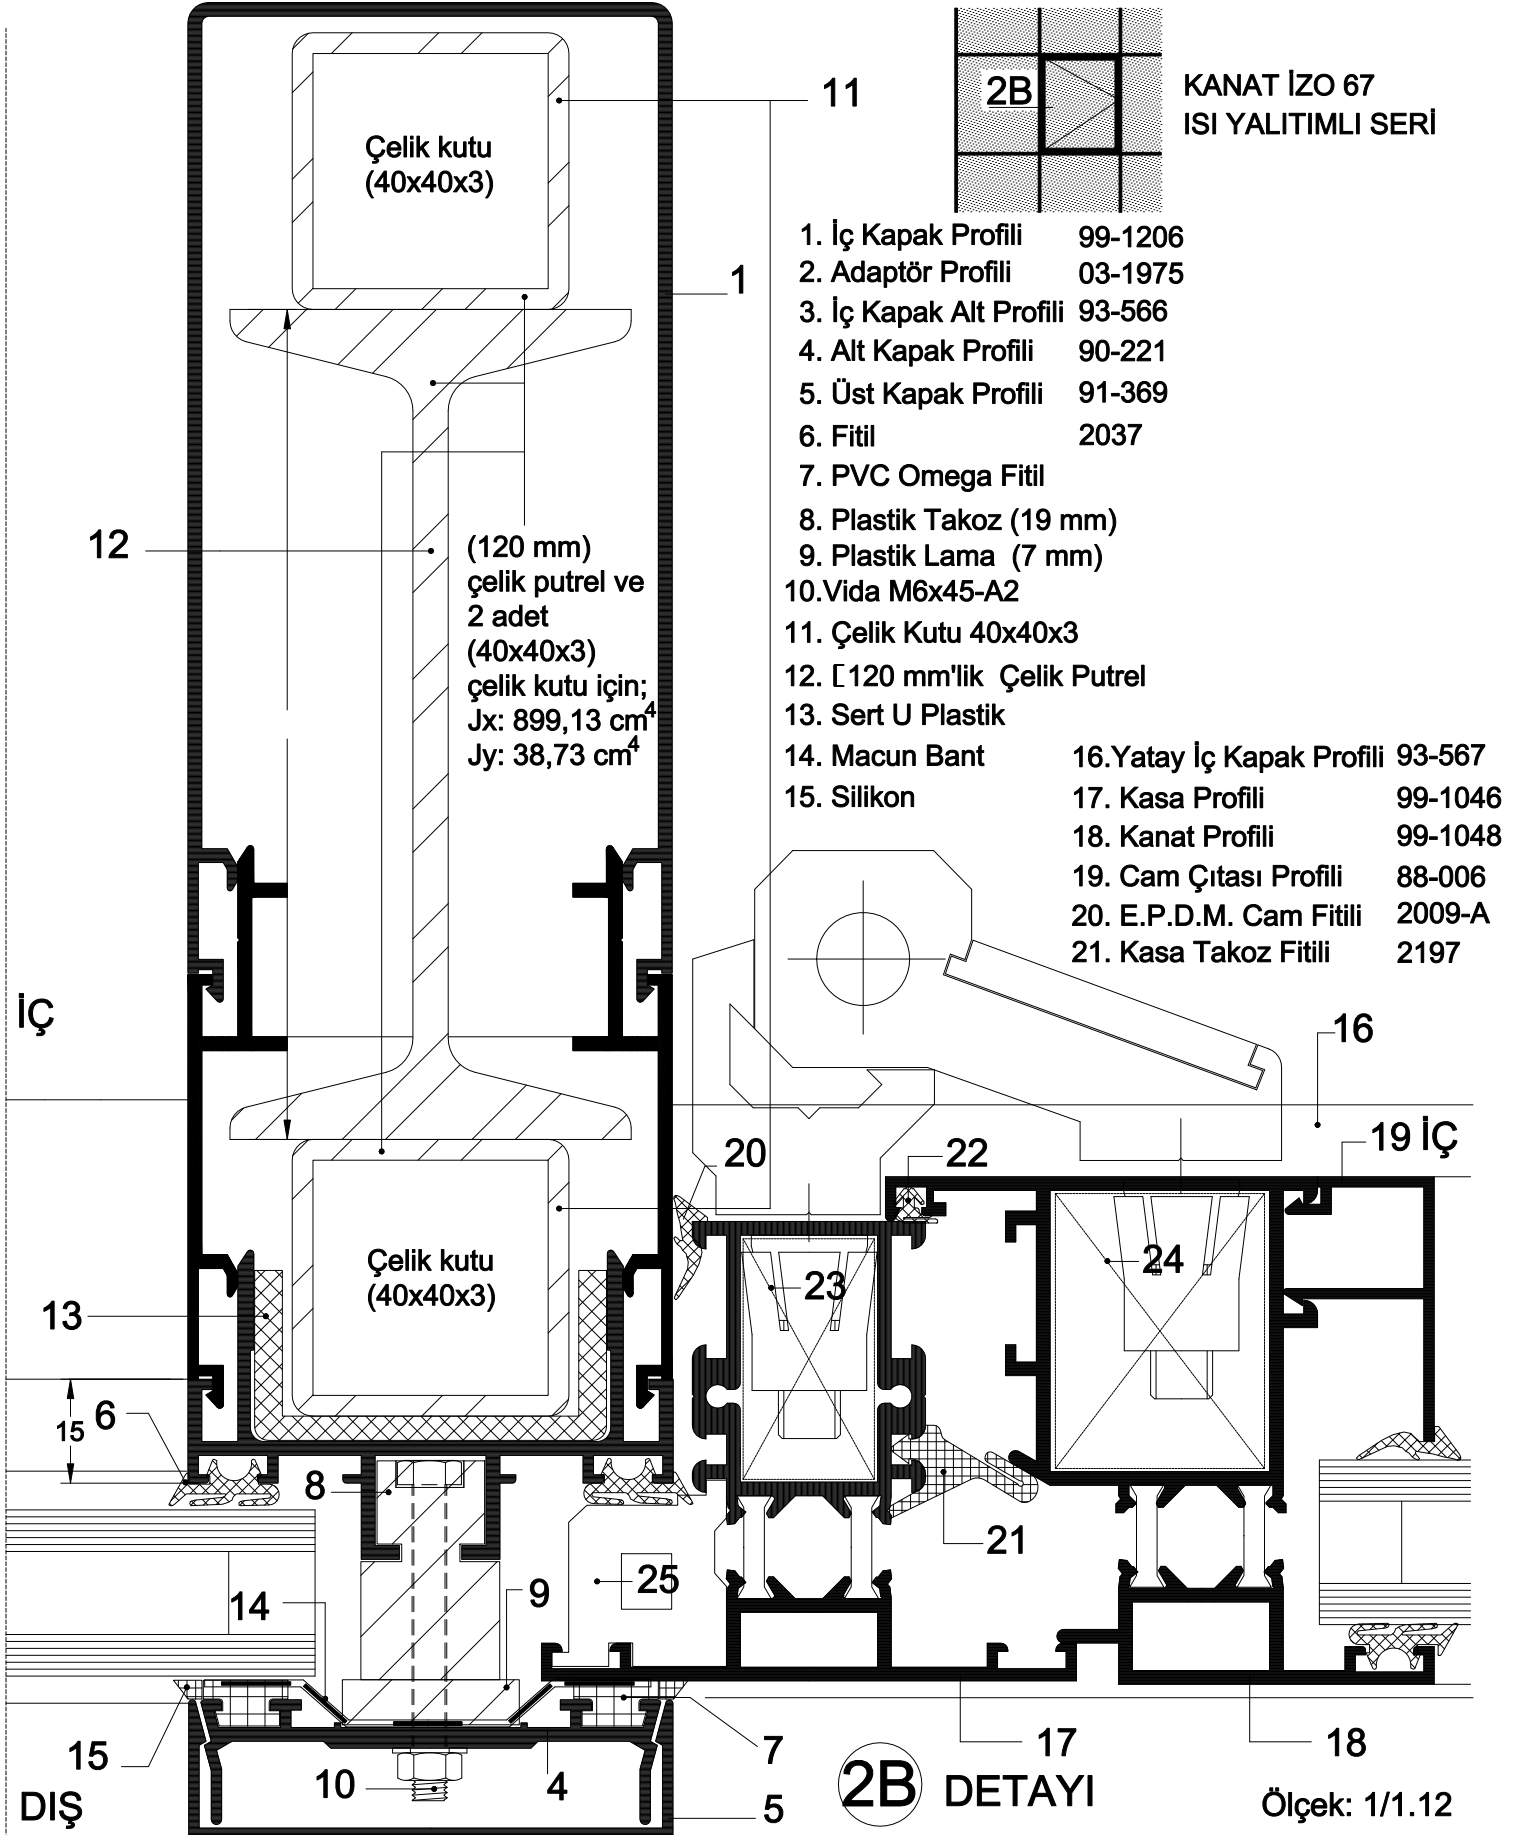 11
Çelik kutu
(40x40x3)
2B
KANAT İZO 67
ISI YALITIMLI SERİ
1
12
(120 mm)
çelik putrel ve
2 adet
(40x40x3)
çelik kutu için;
Jx: 899,13 cm⁴
Jy: 38,73 cm⁴
1. İç Kapak Profili 99-1206
2. Adaptör Profili 03-1975
3. İç Kapak Alt Profili 93-566
4. Alt Kapak Profili 90-221
5. Üst Kapak Profili 91-369
6. Fitil 2037
7. PVC Omega Fitil
8. Plastik Takoz (19 mm)
9. Plastik Lama (7 mm)
10.Vida M6x45-A2
11. Çelik Kutu 40x40x3
12. [120 mm'lik Çelik Putrel
13. Sert U Plastik
14. Macun Bant
15. Silikon
16.Yatay İç Kapak Profili 93-567
17. Kasa Profili 99-1046
18. Kanat Profili 99-1048
19. Cam Çıtası Profili 88-006
20. E.P.D.M. Cam Fitili 2009-A
21. Kasa Takoz Fitili 2197
İÇ
16
20
22
19 İÇ
Çelik kutu
(40x40x3)
23
24
13
15
6
8
21
14
9
25
15
10
4
7
5
17
18
DIŞ
2B DETAYI
Ölçek: 1/1.12